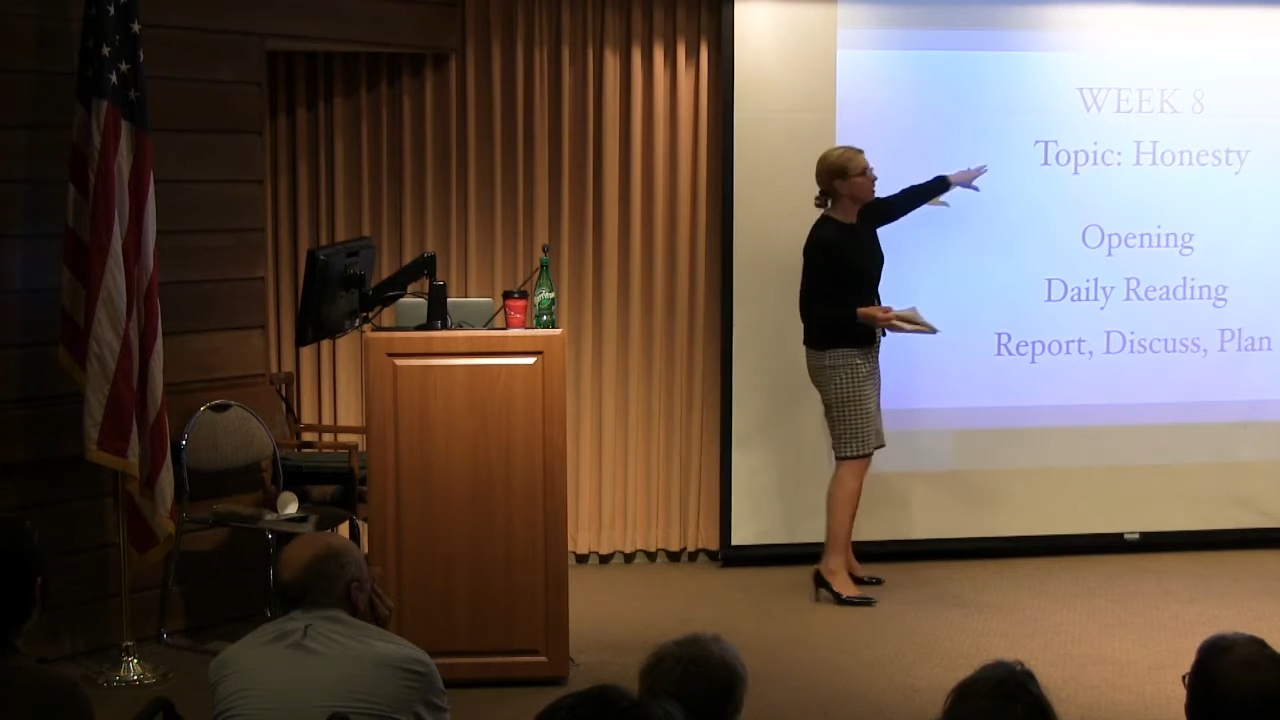 WEEK 8
Topic: Honesty
Opening
Daily Reading
Report, Discuss, Plan